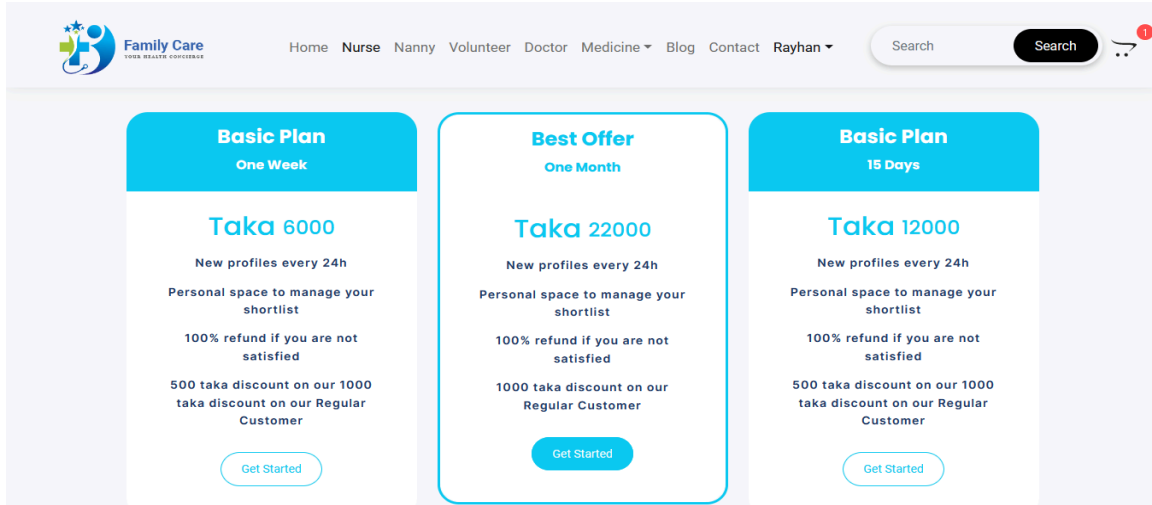 Family Care
YOUR HEALTH CONCIERGE
Home Nurse Nanny Volunteer Doctor Medicine Blog Contact Rayhan
Search
Search
1
Basic Plan
One Week
Taka 6000
New profiles every 24h
Personal space to manage your
shortlist
100% refund if you are not
satisfied
500 taka discount on our 1000
taka discount on our Regular
Customer
Get Started
Best Offer
One Month
Taka 22000
New profiles every 24h
Personal space to manage your
shortlist
100% refund if you are not
satisfied
1000 taka discount on our
Regular Customer
Get Started
Basic Plan
15 Days
Taka 12000
New profiles every 24h
Personal space to manage your
shortlist
100% refund if you are not
satisfied
500 taka discount on our 1000
taka discount on our Regular
Customer
Get Started